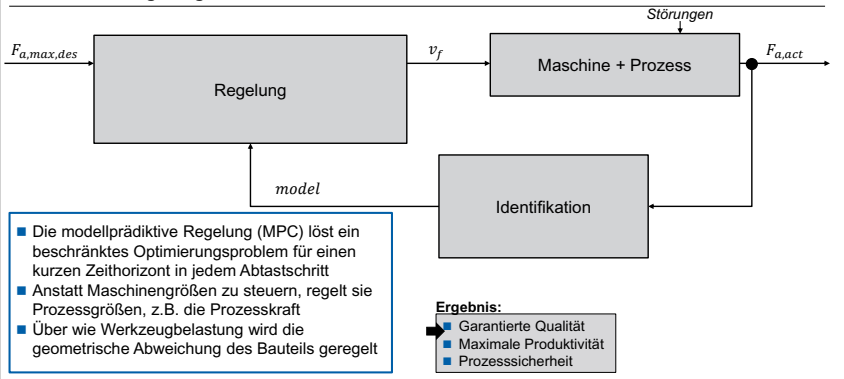 Störungen
F_{a,max,des}
Regelung
v_f
Maschine + Prozess
F_{a,act}
model
Identifikation
Die modellprädiktive Regelung (MPC) löst ein
beschränktes Optimierungsproblem für einen
kurzen Zeithorizont in jedem Abtastschritt
Anstatt Maschinengrößen zu steuern, regelt sie
Prozessgrößen, z.B. die Prozesskraft
Über wie Werkzeugbelastung wird die
geometrische Abweichung des Bauteils geregelt
Ergebnis:
Garantierte Qualität
Maximale Produktivität
Prozesssicherheit